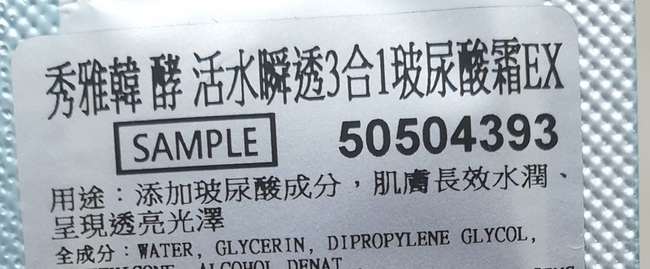 秀雅韓 酵 活水瞬透3合1玻尿酸霜EX
SAMPLE 50504393
用途：添加玻尿酸成分，肌膚長效水潤、
呈現透亮光澤
全成分：WATER, GLYCERIN, DIPROPYLENE GLYCOL,
ALCOHOL DENAT